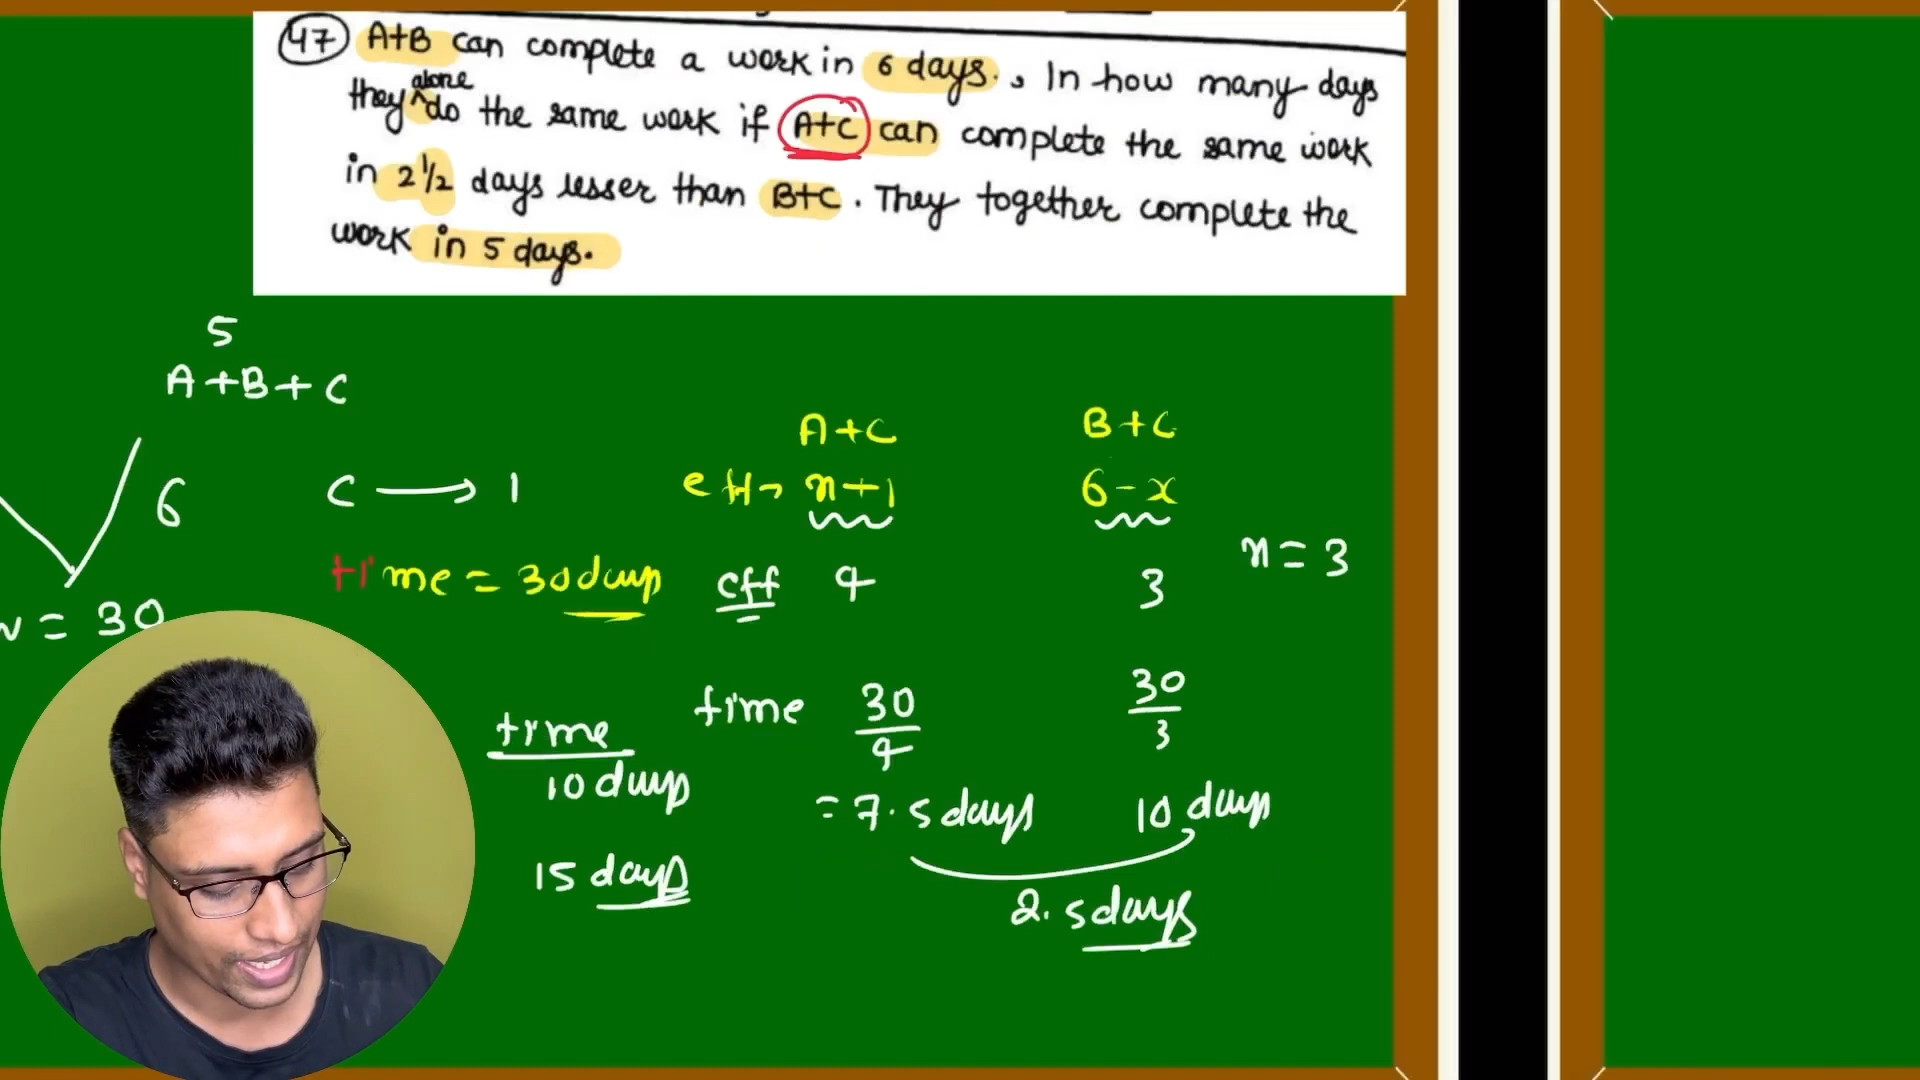 47 A+B can complete a work in 6 days., In how many days
they alone do the same work if A+C can complete the same work
in 2 1/2 days lesser than B+C. They together complete the
work in 5 days.
5
A+B+C
A+C B+C
6 C → 1 eff→ x+1 6-x
x=3
time = 30days eff 4 3
= 30
time 30/4 30/3
time
10 days
= 7.5 days 10 days
15 days
2.5 days